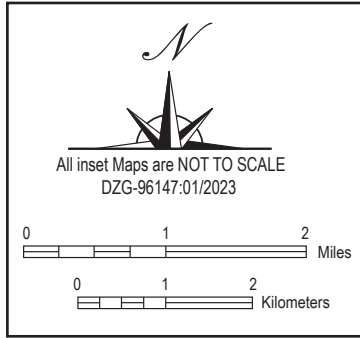 N
All inset Maps are NOT TO SCALE
DZG-96147:01/2023
0 1 2
Miles
0 1 2
Kilometers